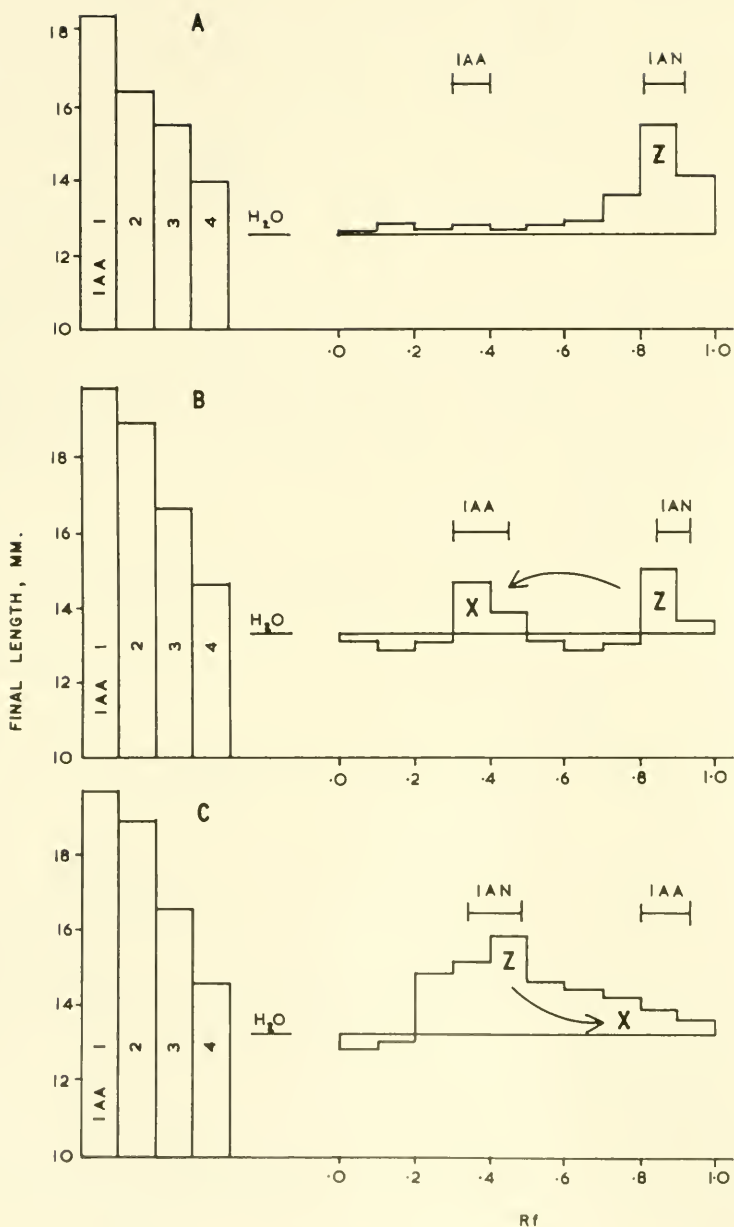 A
18
16
14
12
10
IAA 1
2
3
4
H2O
IAA
IAN
Z
.0 .2 .4 .6 .8 1.0
B
18
16
14
12
10
IAA 1
2
3
4
H2O
IAA
IAN
X
Z
.0 .2 .4 .6 .8 1.0
FINAL LENGTH, MM.
C
18
16
14
12
10
IAA 1
2
3
4
H2O
IAN
IAA
Z
X
.0 .2 .4 .6 .8 1.0
Rf